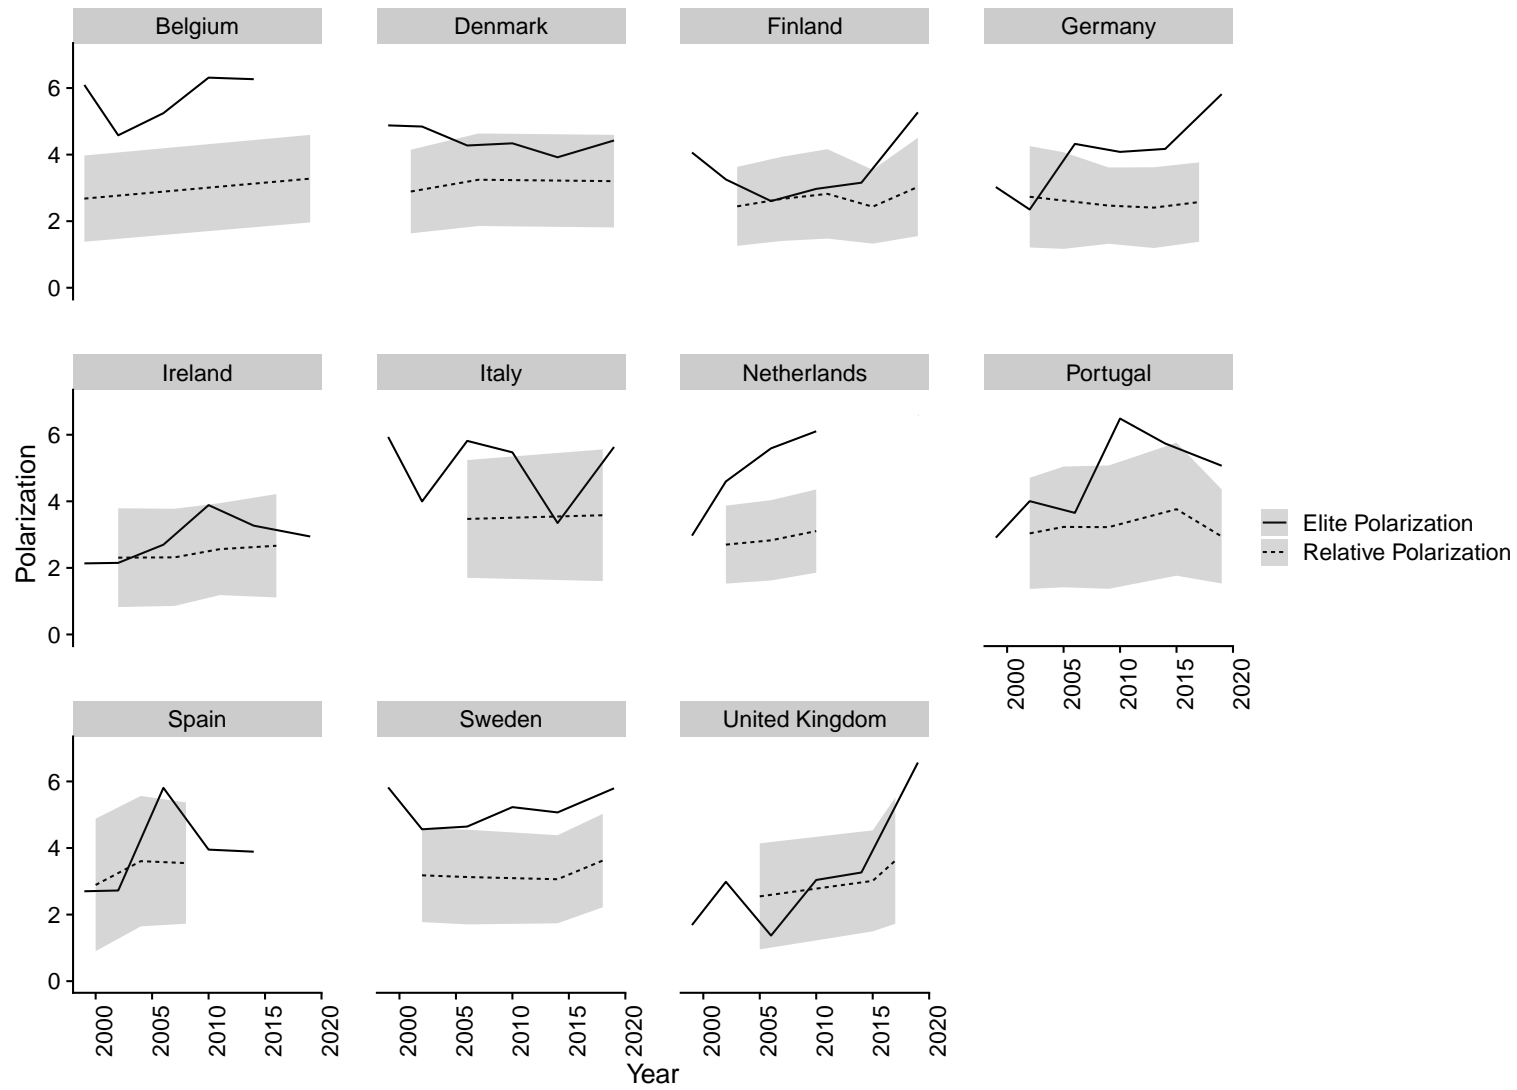 Belgium
Denmark
Finland
Germany
6
4
2
0
Ireland
Italy
Netherlands
Portugal
6
4
2
0
2000
2005
2010
2015
2020
Polarization
Elite Polarization
Relative Polarization
Spain
Sweden
United Kingdom
6
4
2
0
2000
2005
2010
2015
2020
2000
2005
2010
2015
2020
2000
2005
2010
2015
2020
Year